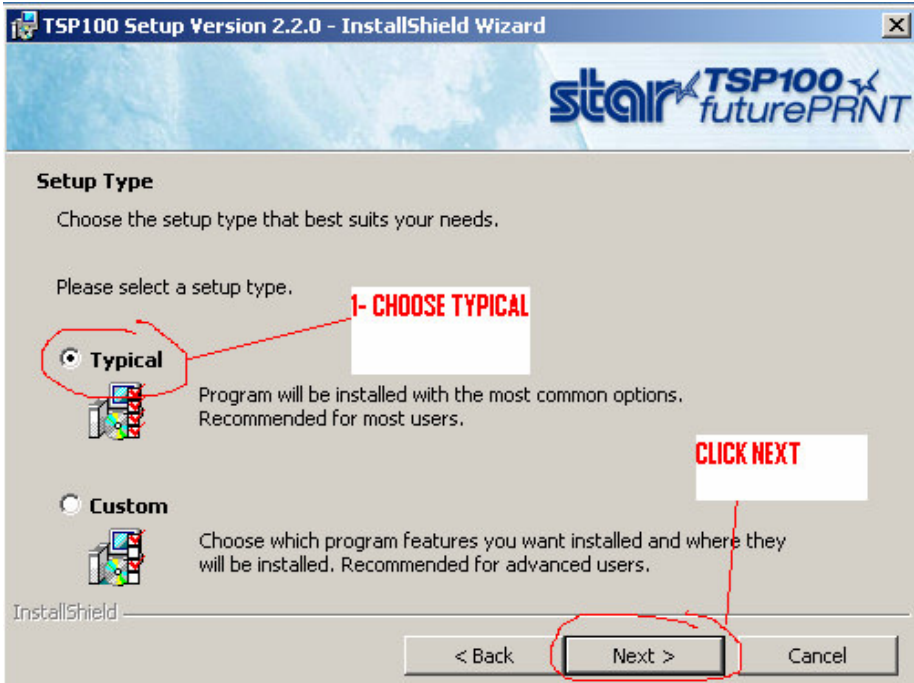 TSP100 Setup Version 2.2.0 - InstallShield Wizard
star TSP100
futurePRNT
Setup Type
Choose the setup type that best suits your needs.
Please select a setup type.
1- CHOOSE TYPICAL
Typical
Program will be installed with the most common options.
Recommended for most users.
CLICK NEXT
Custom
Choose which program features you want installed and where they
will be installed. Recommended for advanced users.
InstallShield
< Back Next > Cancel